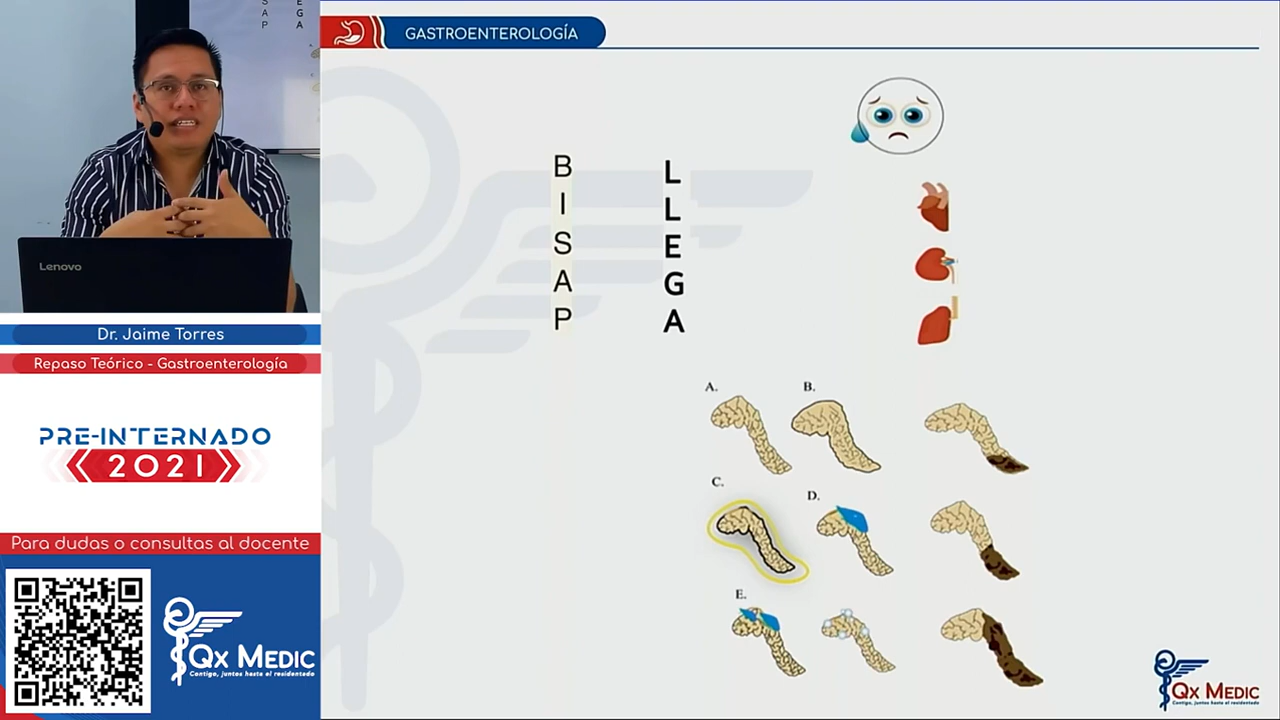 S
A
P
E
G
A
Lenovo
Dr. Jaime Torres
Repaso Teórico - Gastroenterología
PRE-INTERNADO
2021
Para dudas o consultas al docente
QX MEDIC
Contigo, juntos hasta el residentado
GASTROENTEROLOGÍA
B
I
S
A
P
L
L
E
G
A
A.
B.
C.
D.
E.
QX MEDIC
Contigo, juntos hasta el residentado